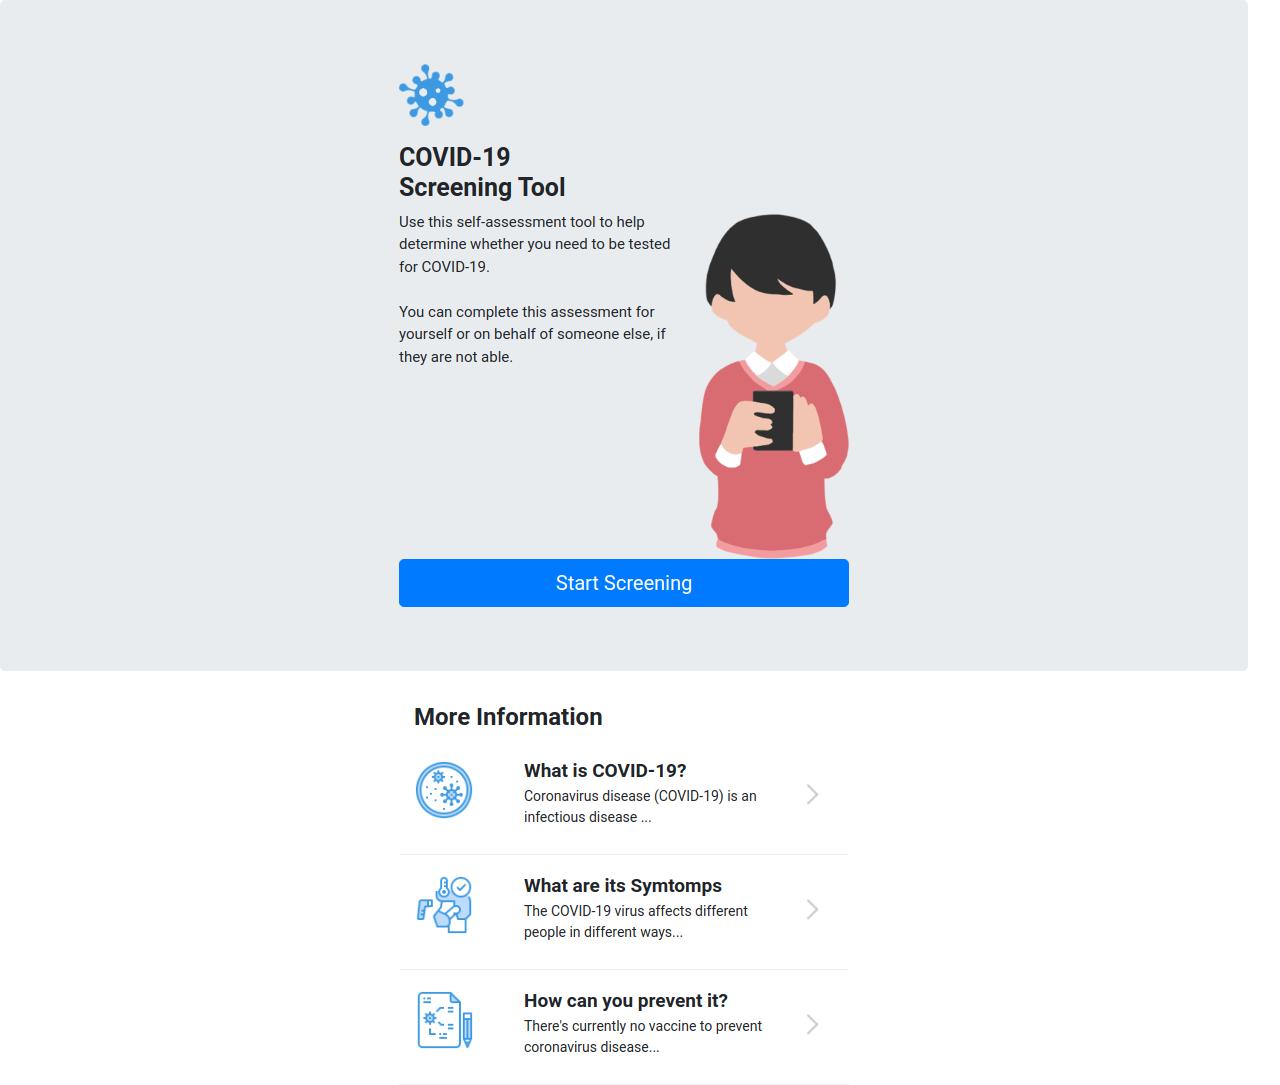 COVID-19
Screening Tool
Use this self-assessment tool to help
determine whether you need to be tested
for COVID-19.
You can complete this assessment for
yourself or on behalf of someone else, if
they are not able.
Start Screening
More Information
What is COVID-19?
Coronavirus disease (COVID-19) is an
infectious disease ...
What are its Symtomps
The COVID-19 virus affects different
people in different ways...
How can you prevent it?
There's currently no vaccine to prevent
coronavirus disease...